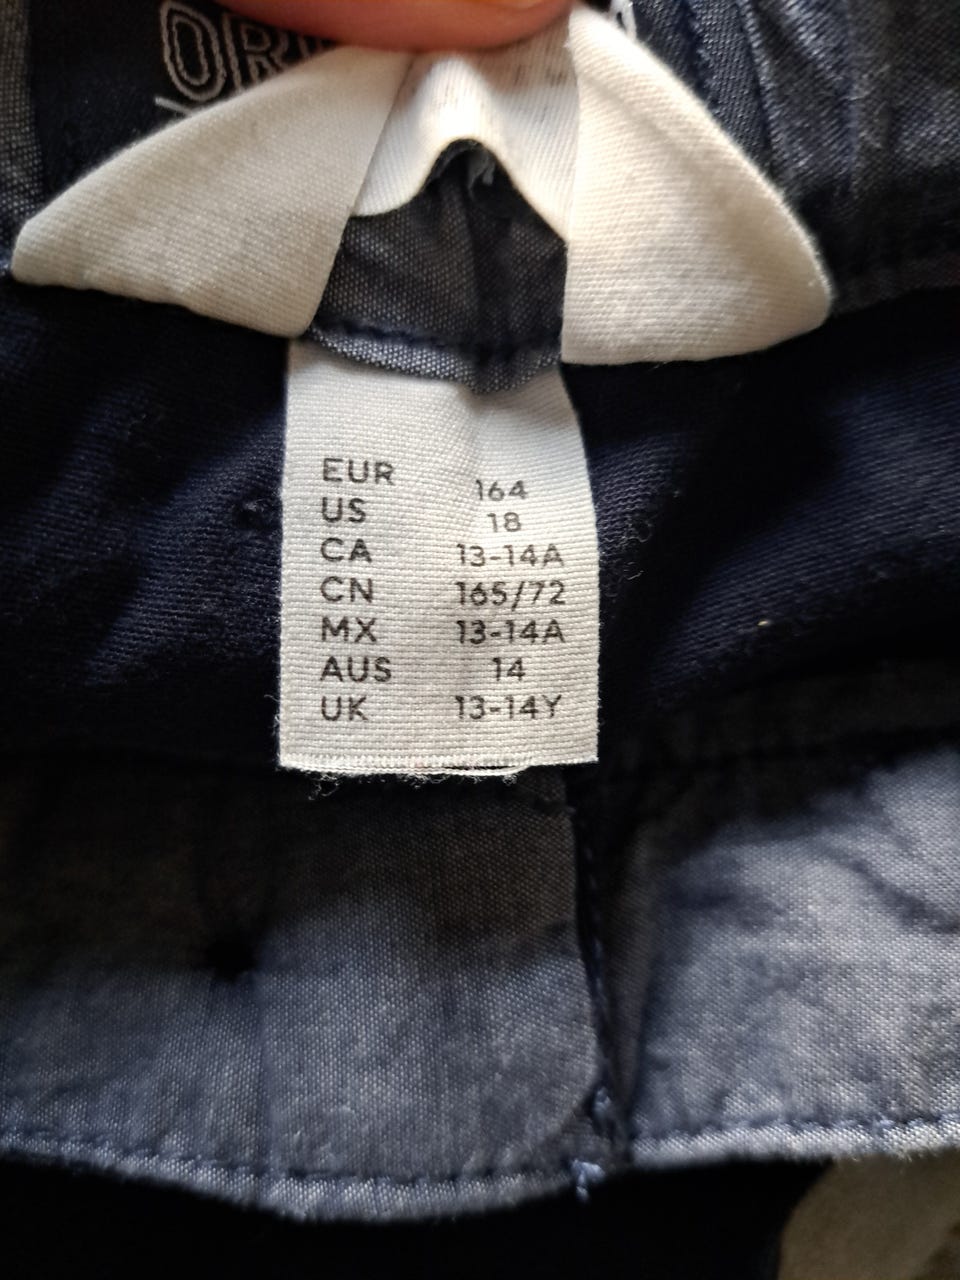 EUR 164
US 18
CA 13-14A
CN 165/72
MX 13-14A
AUS 14
UK 13-14Y